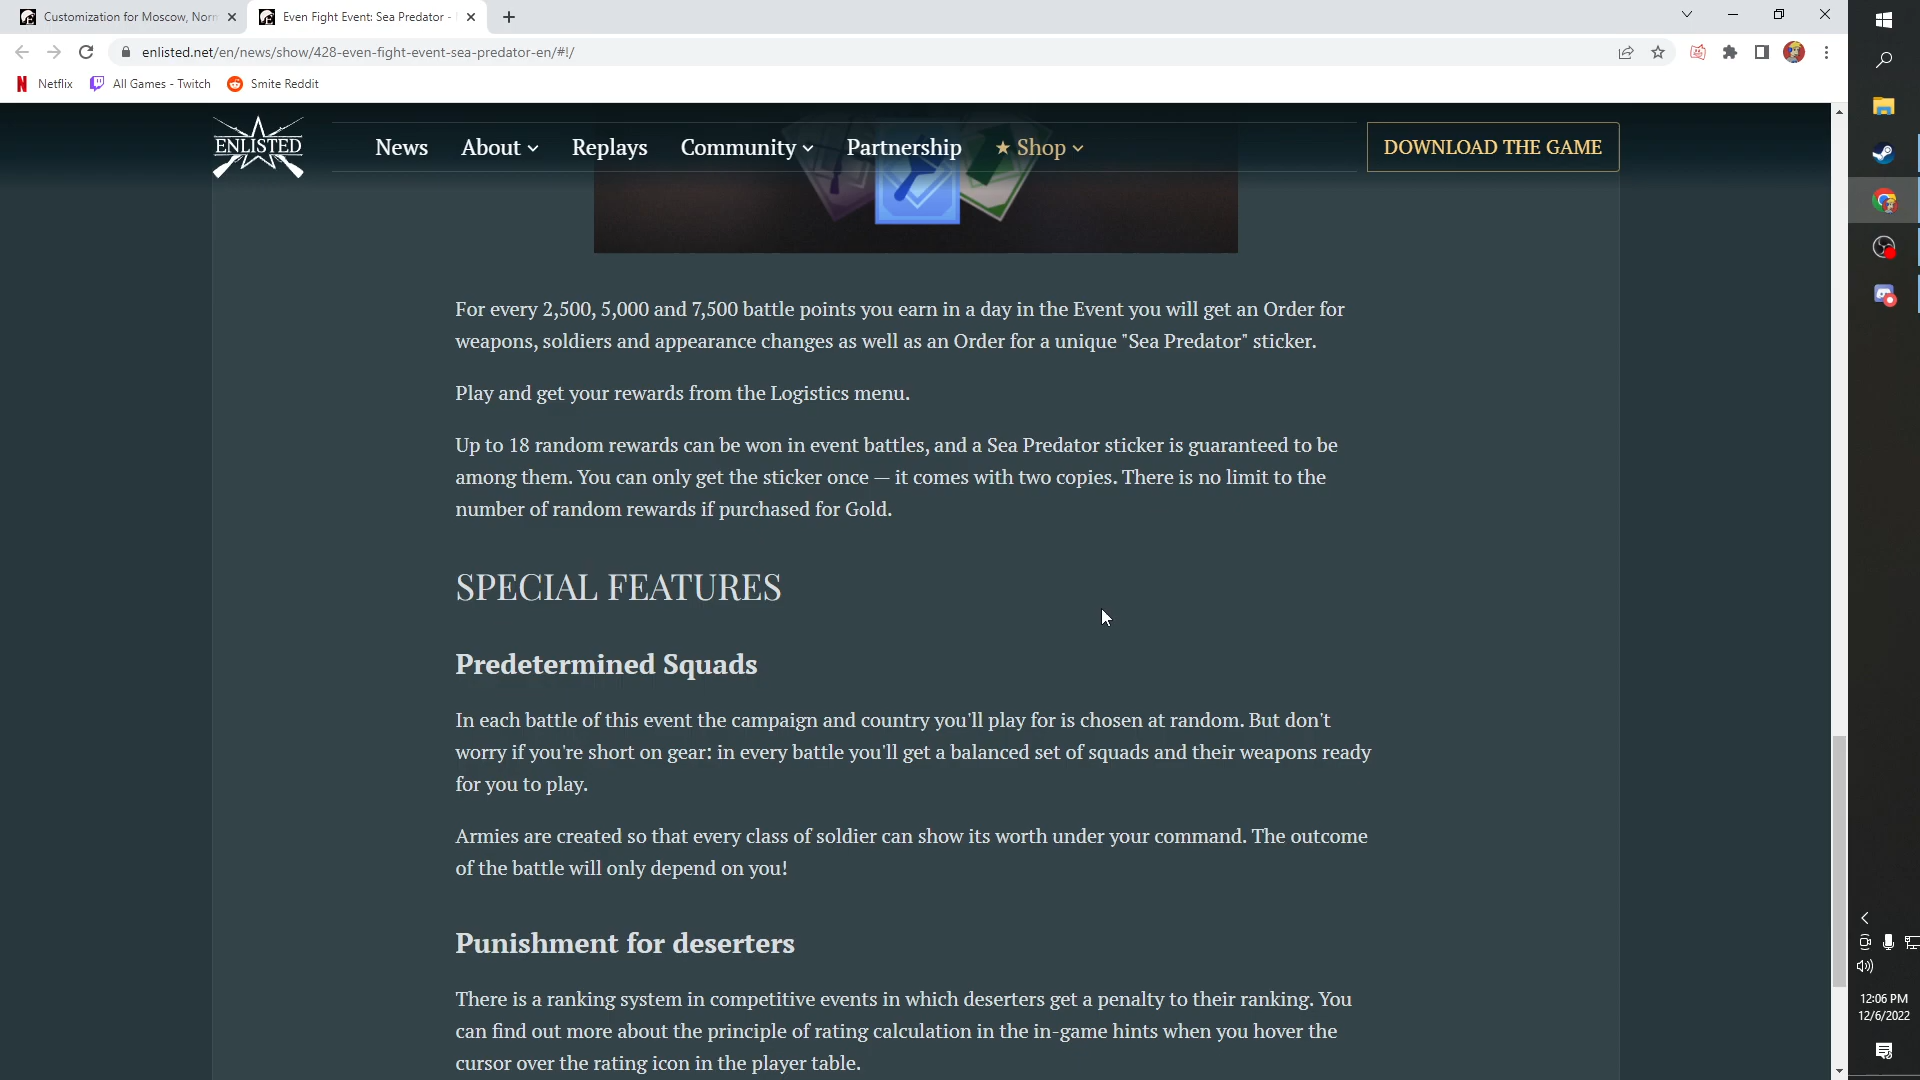 Customization for Moscow, Norm
Even Fight Event: Sea Predator -
enlisted.net/en/news/show/428-even-fight-event-sea-predator-en/#!/
Netflix
All Games - Twitch
Smite Reddit
ENLISTED
News
About
Replays
Community
Partnership
★ Shop
DOWNLOAD THE GAME
For every 2,500, 5,000 and 7,500 battle points you earn in a day in the Event you will get an Order for
weapons, soldiers and appearance changes as well as an Order for a unique "Sea Predator" sticker.
Play and get your rewards from the Logistics menu.
Up to 18 random rewards can be won in event battles, and a Sea Predator sticker is guaranteed to be
among them. You can only get the sticker once — it comes with two copies. There is no limit to the
number of random rewards if purchased for Gold.
SPECIAL FEATURES
Predetermined Squads
In each battle of this event the campaign and country you'll play for is chosen at random. But don't
worry if you're short on gear: in every battle you'll get a balanced set of squads and their weapons ready
for you to play.
Armies are created so that every class of soldier can show its worth under your command. The outcome
of the battle will only depend on you!
Punishment for deserters
There is a ranking system in competitive events in which deserters get a penalty to their ranking. You
can find out more about the principle of rating calculation in the in-game hints when you hover the
cursor over the rating icon in the player table.
12:06 PM
12/6/2022